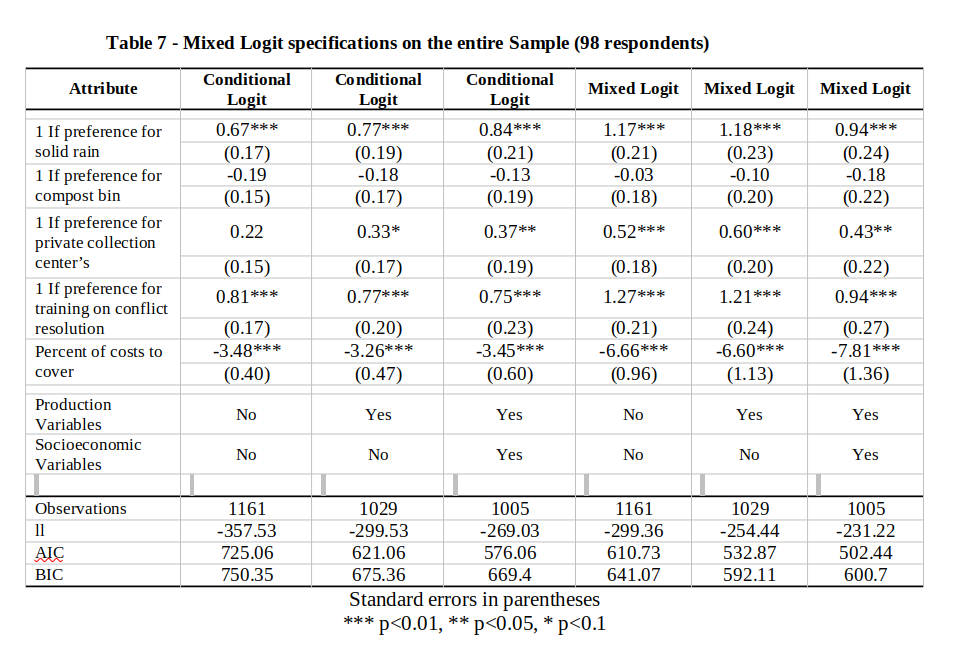 Table 7 - Mixed Logit specifications on the entire Sample (98 respondents)
Attribute Conditional Logit Conditional Logit Conditional Logit Mixed Logit Mixed Logit Mixed Logit
1 If preference for solid rain 0.67*** 0.77*** 0.84*** 1.17*** 1.18*** 0.94***
(0.17) (0.19) (0.21) (0.21) (0.23) (0.24)
1 If preference for compost bin -0.19 -0.18 -0.13 -0.03 -0.10 -0.18
(0.15) (0.17) (0.19) (0.18) (0.20) (0.22)
1 If preference for private collection center’s 0.22 0.33* 0.37** 0.52*** 0.60*** 0.43**
(0.15) (0.17) (0.19) (0.18) (0.20) (0.22)
1 If preference for training on conflict resolution 0.81*** 0.77*** 0.75*** 1.27*** 1.21*** 0.94***
(0.17) (0.20) (0.23) (0.21) (0.24) (0.27)
Percent of costs to cover -3.48*** -3.26*** -3.45*** -6.66*** -6.60*** -7.81***
(0.40) (0.47) (0.60) (0.96) (1.13) (1.36)
Production Variables No Yes Yes No Yes Yes
Socioeconomic Variables No No Yes No No Yes
Observations 1161 1029 1005 1161 1029 1005
ll -357.53 -299.53 -269.03 -299.36 -254.44 -231.22
AIC 725.06 621.06 576.06 610.73 532.87 502.44
BIC 750.35 675.36 669.4 641.07 592.11 600.7
Standard errors in parentheses
*** p<0.01, ** p<0.05, * p<0.1